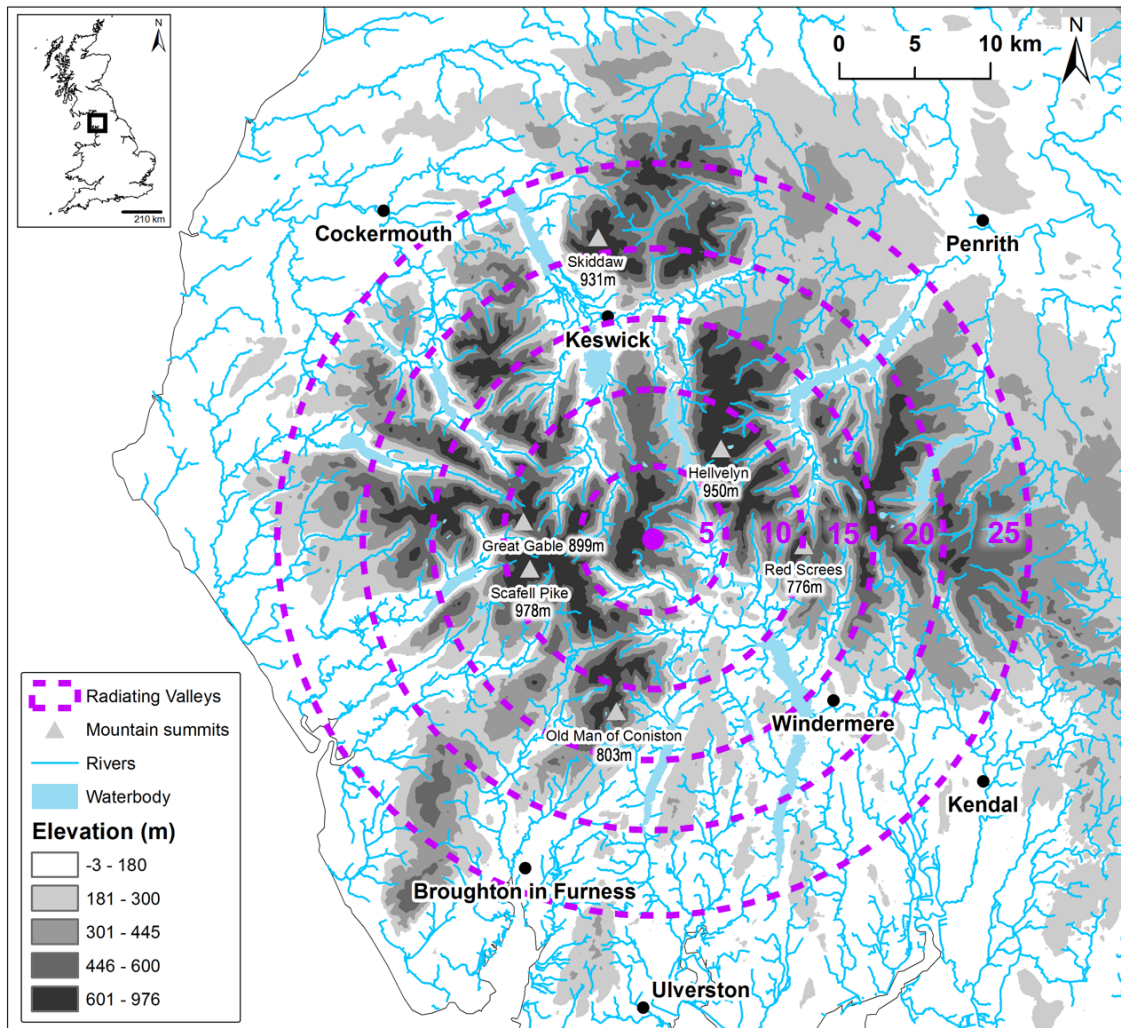 N
210 km
0 5 10 km
N
Cockermouth
Penrith
Skiddaw
931m
Keswick
Hellvelyn
950m
5 10 15 20 25
Great Gable 899m
Red Screes
776m
Scafell Pike
978m
Windermere
Old Man of Coniston
803m
Kendal
Broughton in Furness
Ulverston
Radiating Valleys
Mountain summits
Rivers
Waterbody
Elevation (m)
-3 - 180
181 - 300
301 - 445
446 - 600
601 - 976